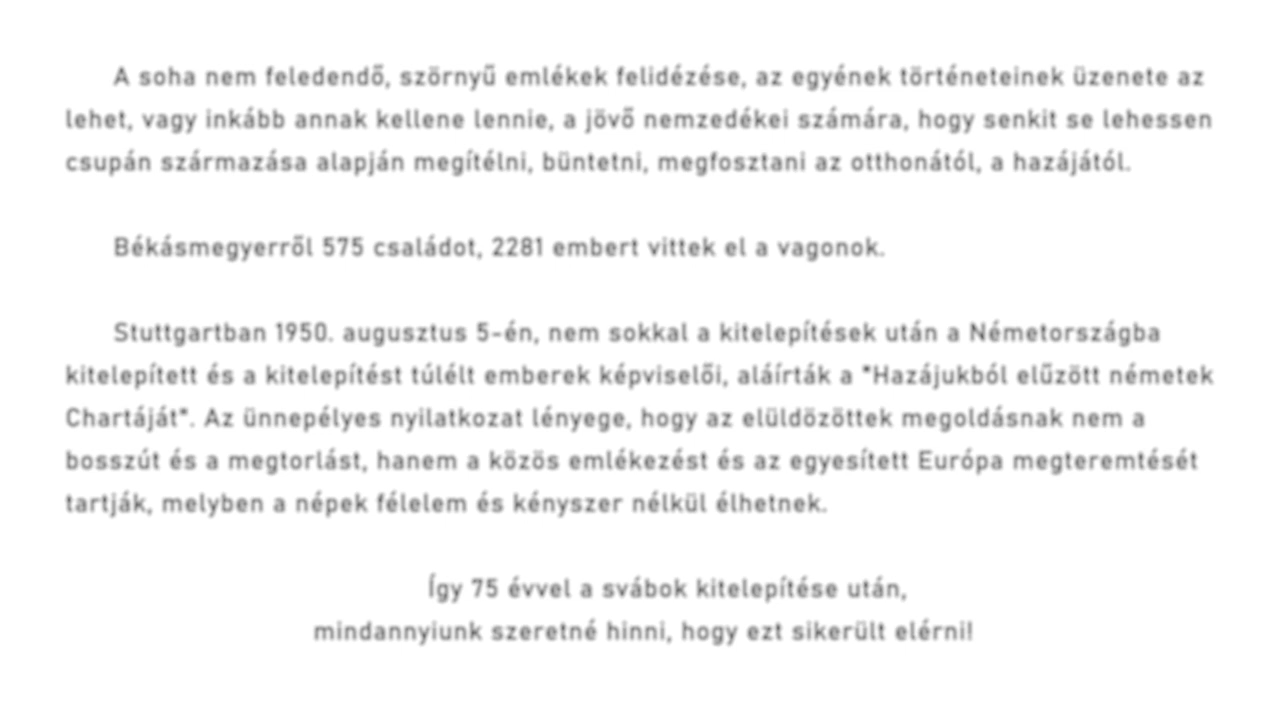 A soha nem feledendő, szörnyű emlékek felidézése, az egyének történeteinek üzenete az
lehet, vagy inkább annak kellene lennie, a jövő nemzedékei számára, hogy senkit se lehessen
csupán származása alapján megítélni, büntetni, megfosztani az otthonától, a hazájától.
Békásmegyerről 575 családot, 2281 embert vittek el a vagonok.
Stuttgartban 1950. augusztus 5-én, nem sokkal a kitelepítések után a Németországba
kitelepített és a kitelepítést túlélt emberek képviselői, aláírták a "Hazájukból elűzött németek
Chartáját". Az ünnepélyes nyilatkozat lényege, hogy az elüldözöttek megoldásnak nem a
bosszút és a megtorlást, hanem a közös emlékezést és az egyesített Európa megteremtését
tartják, melyben a népek félelem és kényszer nélkül élhetnek.
Így 75 évvel a svábok kitelepítése után,
mindannyiunk szeretné hinni, hogy ezt sikerült elérni!